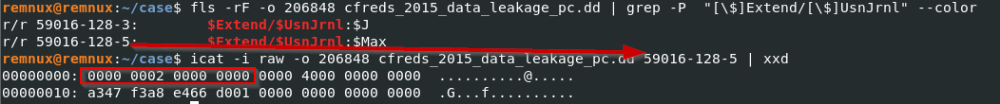 remnux@remnux:~/case$ fls -rF -o 206848 cfreds_2015_data_leakage_pc.dd | grep -P  "[\$]Extend/[\$]UsnJrnl" --color
r/r 59016-128-3:        $Extend/$UsnJrnl:$J
r/r 59016-128-5:        $Extend/$UsnJrnl:$Max
remnux@remnux:~/case$ icat -i raw -o 206848 cfreds_2015_data_leakage_pc.dd 59016-128-5 | xxd
00000000: 0000 0002 0000 0000 0000 4000 0000 0000  ..........@.....
00000010: a347 f3a8 e466 d001 0000 0000 0000 0000  .G...f..........